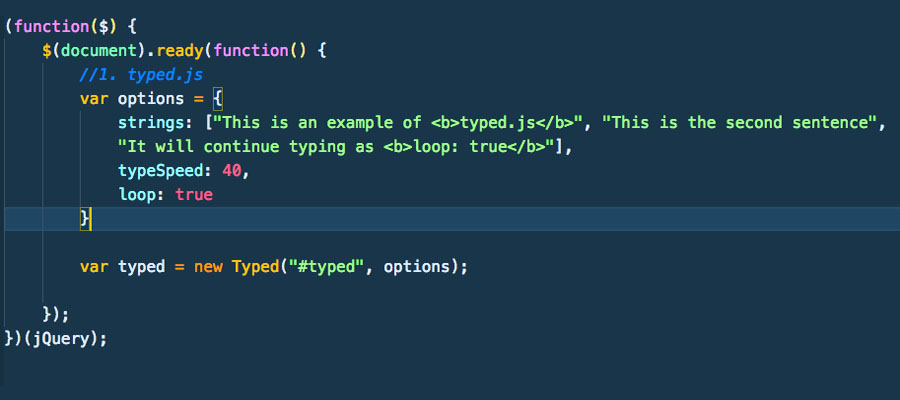 (function($) {
    $(document).ready(function() {
        //1. typed.js
        var options = {
            strings: ["This is an example of <b>typed.js</b>", "This is the second sentence",
            "It will continue typing as <b>loop: true</b>"],
            typeSpeed: 40,
            loop: true
        }
        var typed = new Typed("#typed", options);
    });
})(jQuery);